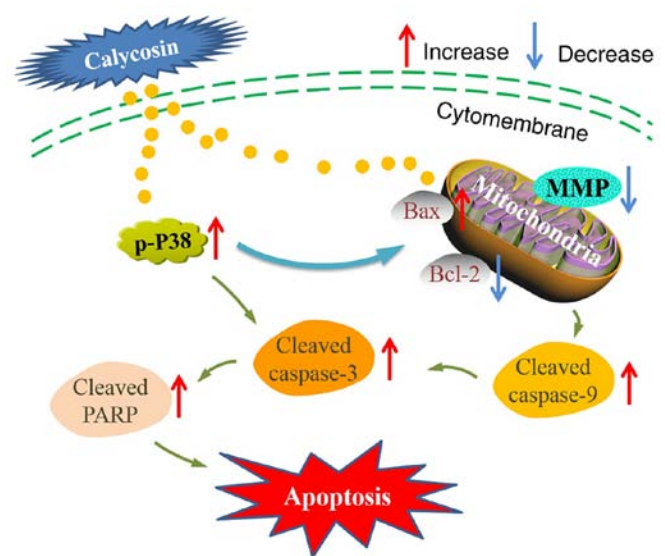 Calycosin
Increase
Decrease
Cytomembrane
MMP
Mitochondria
Bax
p-P38
Bcl-2
Cleaved
caspase-3
Cleaved
caspase-9
Cleaved
PARP
Apoptosis